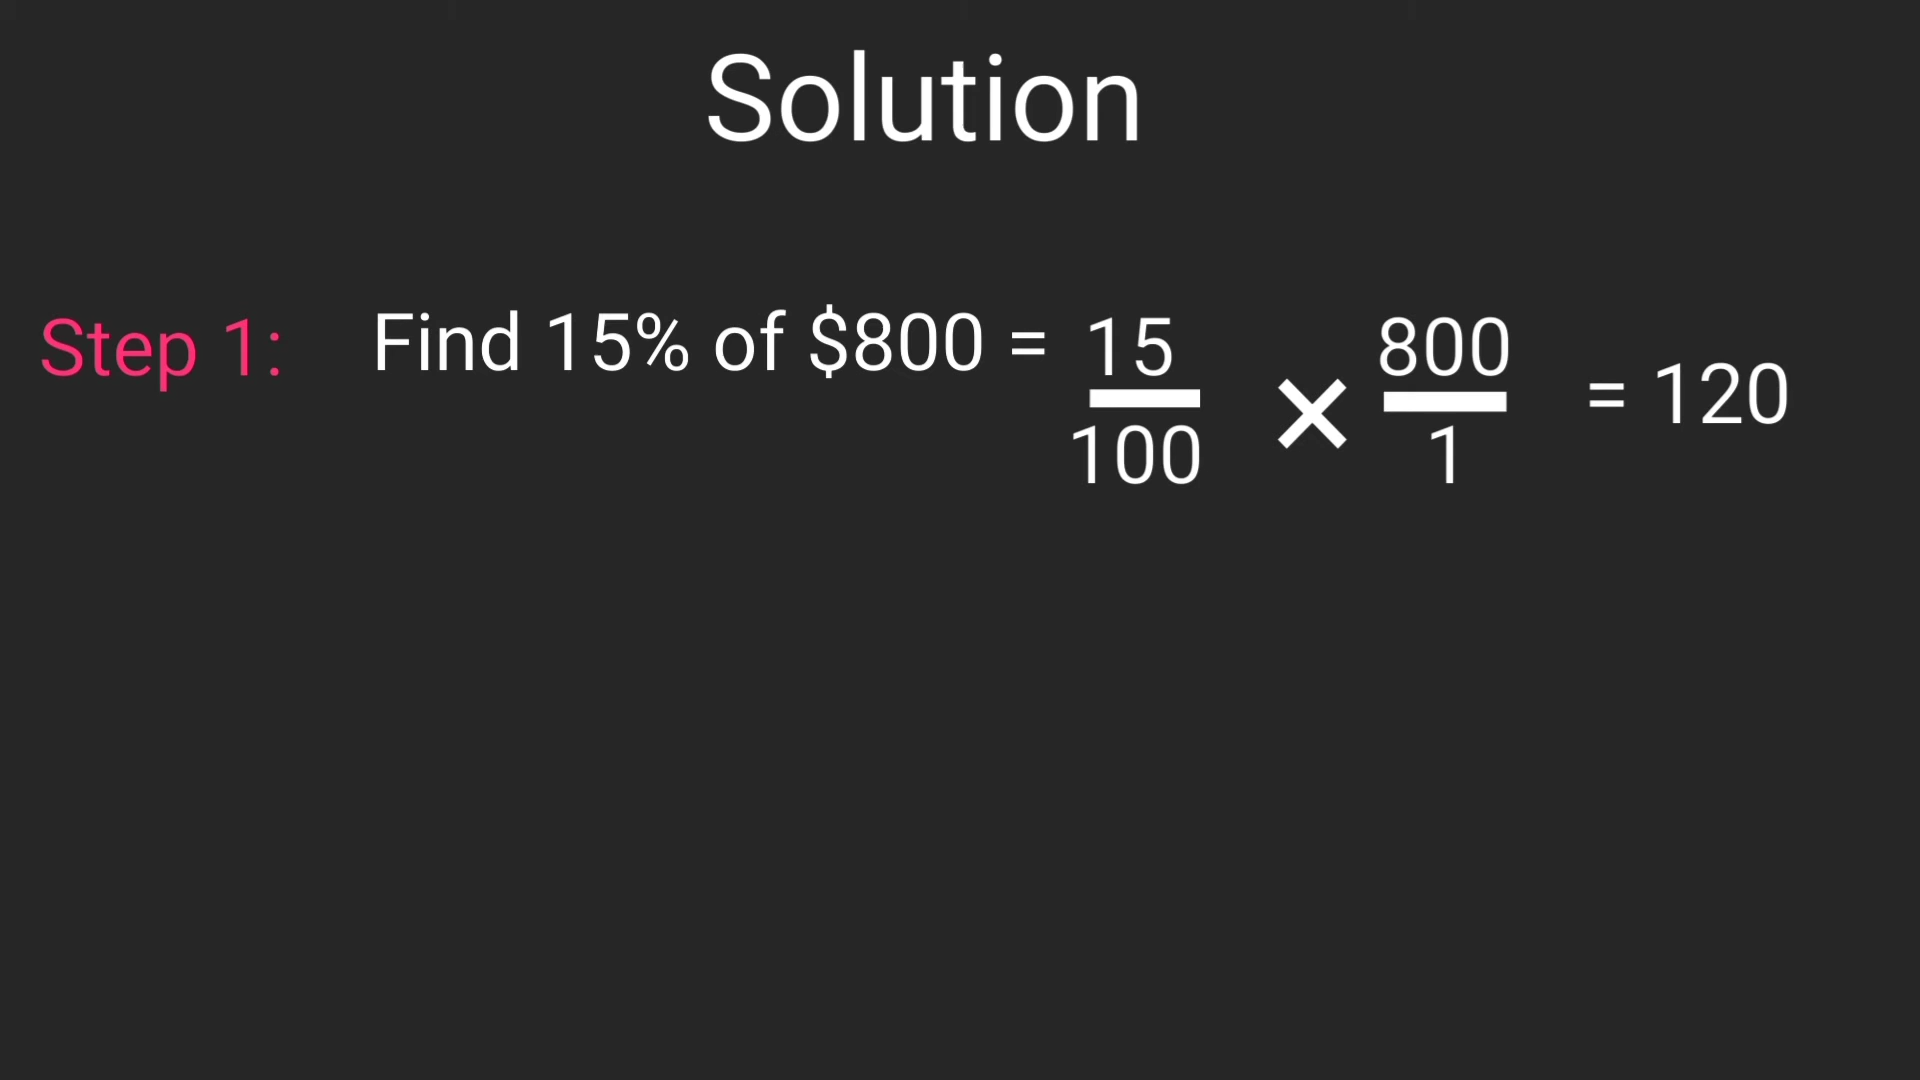 Solution
Step 1: Find 15% of $800 = 15/100 × 800/1 = 120